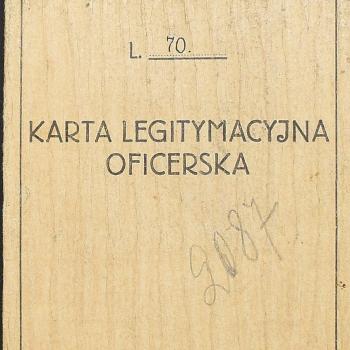 L. 70.
KARTA LEGITYMACYJNA
OFICERSKA
2087